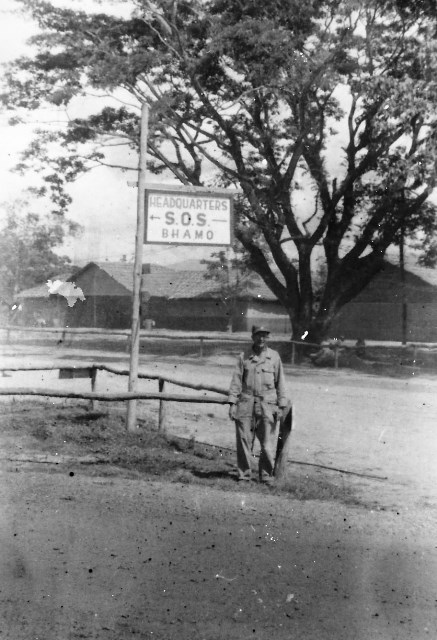 HEADQUARTERS
← S.O.S. —
BHAMO